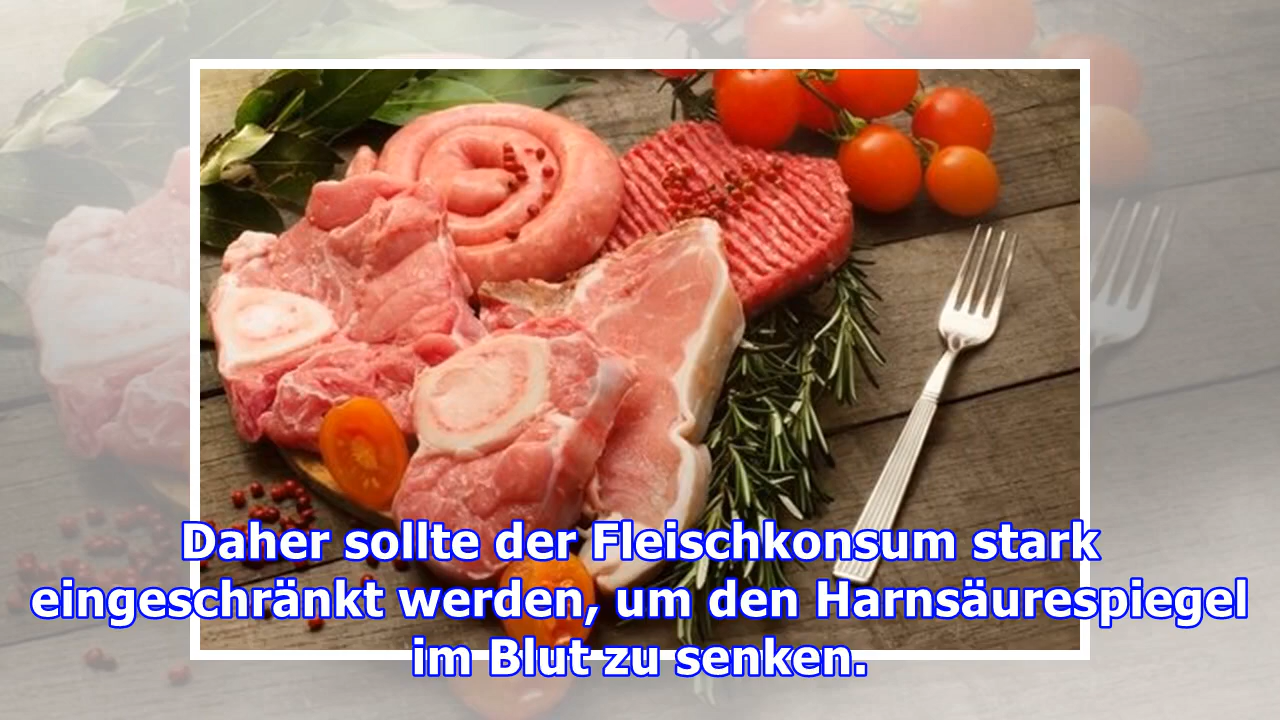 Daher sollte der Fleischkonsum stark
eingeschränkt werden, um den Harnsäurespiegel
im Blut zu senken.